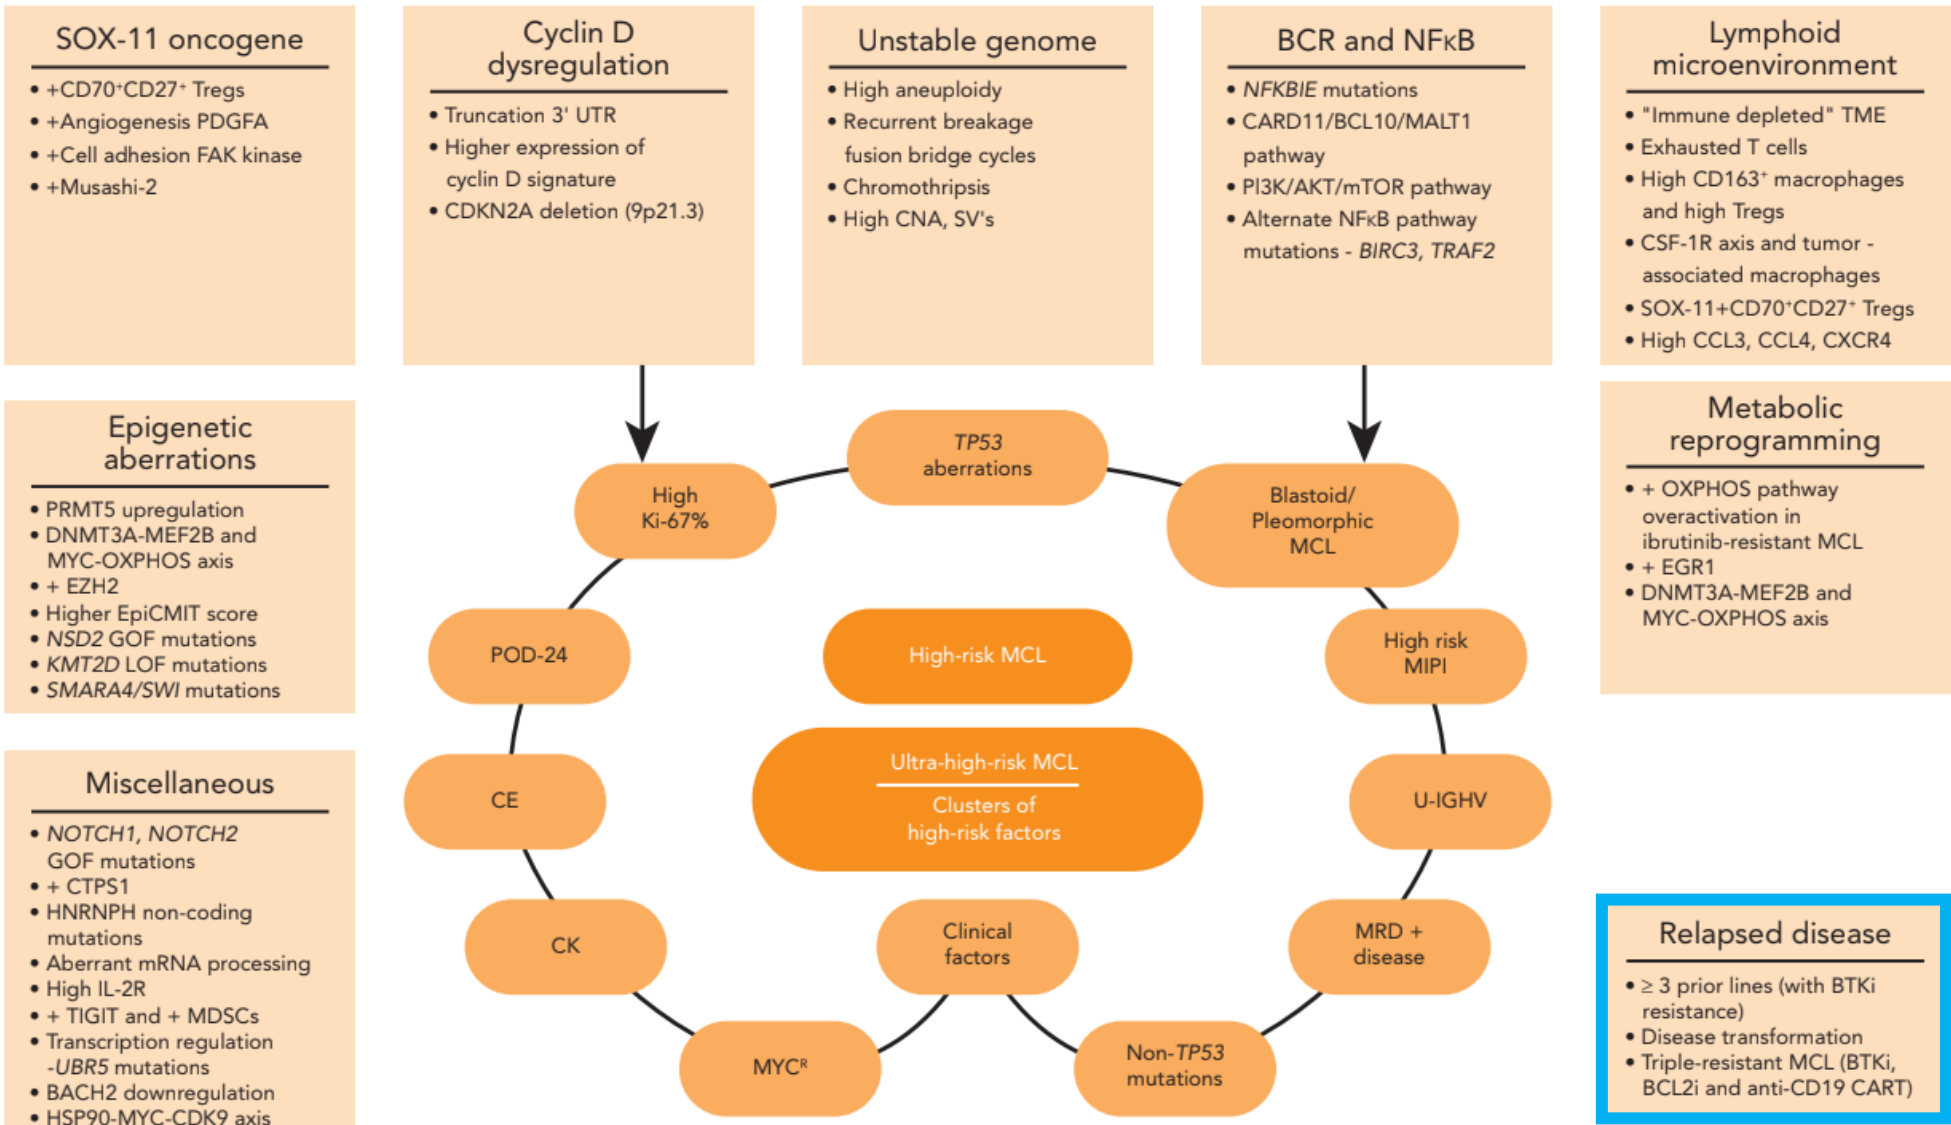 SOX-11 oncogene
• +CD70⁺CD27⁺ Tregs
• +Angiogenesis PDGFA
• +Cell adhesion FAK kinase
• +Musashi-2
Cyclin D
dysregulation
• Truncation 3' UTR
• Higher expression of
cyclin D signature
• CDKN2A deletion (9p21.3)
Unstable genome
• High aneuploidy
• Recurrent breakage
fusion bridge cycles
• Chromothripsis
• High CNA, SV's
BCR and NFκB
• NFKBIE mutations
• CARD11/BCL10/MALT1
pathway
• PI3K/AKT/mTOR pathway
• Alternate NFκB pathway
mutations - BIRC3, TRAF2
Lymphoid
microenvironment
• "Immune depleted" TME
• Exhausted T cells
• High CD163⁺ macrophages
and high Tregs
• CSF-1R axis and tumor -
associated macrophages
• SOX-11+CD70⁺CD27⁺ Tregs
• High CCL3, CCL4, CXCR4
Epigenetic
aberrations
• PRMT5 upregulation
• DNMT3A-MEF2B and
MYC-OXPHOS axis
• + EZH2
• Higher EpiCMIT score
• NSD2 GOF mutations
• KMT2D LOF mutations
• SMARA4/SWI mutations
Metabolic
reprogramming
• + OXPHOS pathway
overactivation in
ibrutinib-resistant MCL
• + EGR1
• DNMT3A-MEF2B and
MYC-OXPHOS axis
Miscellaneous
• NOTCH1, NOTCH2
GOF mutations
• + CTPS1
• HNRNPH non-coding
mutations
• Aberrant mRNA processing
• High IL-2R
• + TIGIT and + MDSCs
• Transcription regulation
-UBR5 mutations
• BACH2 downregulation
• HSP90-MYC-CDK9 axis
TP53
aberrations
High
Ki-67%
Blastoid/
Pleomorphic
MCL
POD-24
High-risk MCL
High risk
MIPI
Ultra-high-risk MCL
Clusters of
high-risk factors
CE
U-IGHV
CK
Clinical
factors
MRD +
disease
MYCᴿ
Non-TP53
mutations
Relapsed disease
• ≥ 3 prior lines (with BTKi
resistance)
• Disease transformation
• Triple-resistant MCL (BTKi,
BCL2i and anti-CD19 CART)